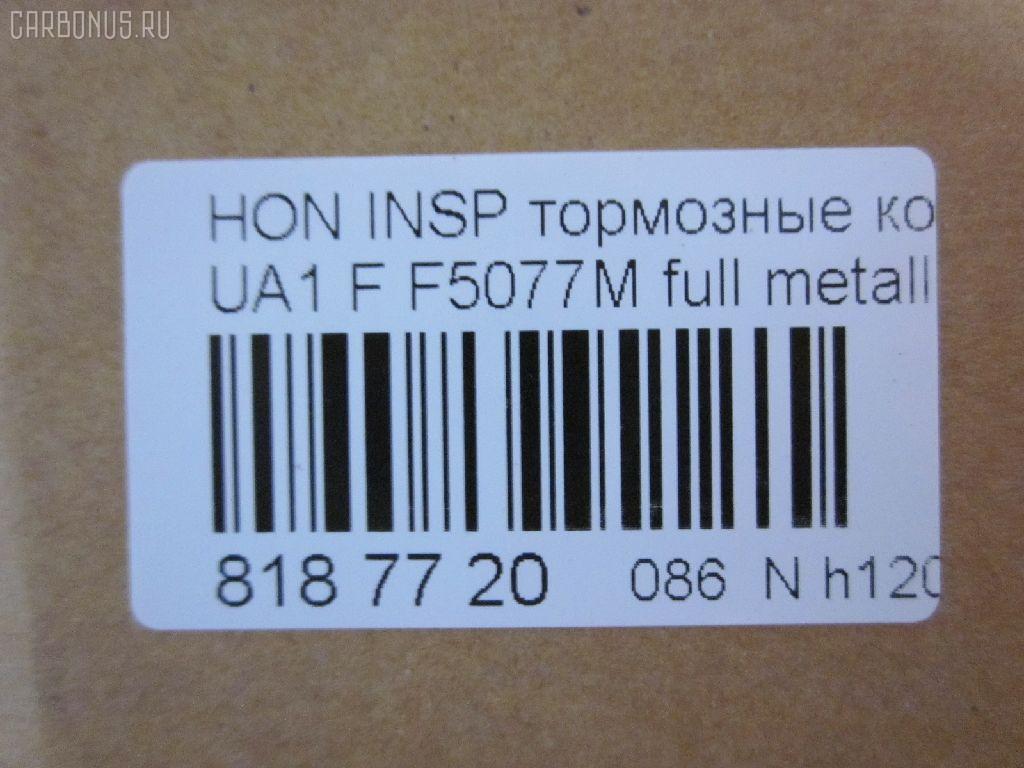 CARBONUS.RU
HON INSP тормозные ко
UA1 F F5077M full metall
818 77 20 086 N h120